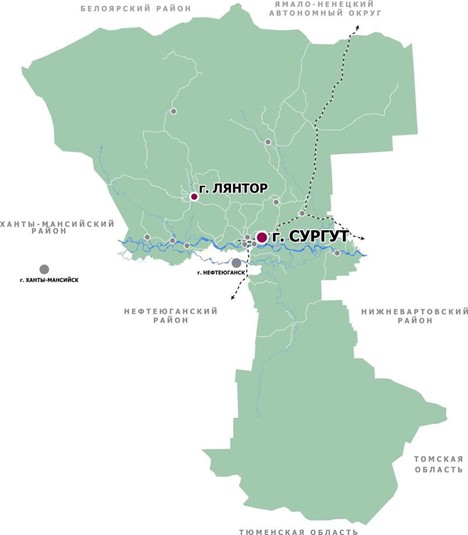 БЕЛОЯРСКИЙ РАЙОН
ЯМАЛО-НЕНЕЦКИЙ
АВТОНОМНЫЙ ОКРУГ
г. ЛЯНТОР
ХАНТЫ-МАНСИЙСКИЙ
РАЙОН
г. СУРГУТ
г. ХАНТЫ-МАНСИЙСК
г. НЕФТЕЮГАНСК
НЕФТЕЮГАНСКИЙ
РАЙОН
НИЖНЕВАРТОВСКИЙ
РАЙОН
ТОМСКАЯ
ОБЛАСТЬ
ТЮМЕНСКАЯ ОБЛАСТЬ